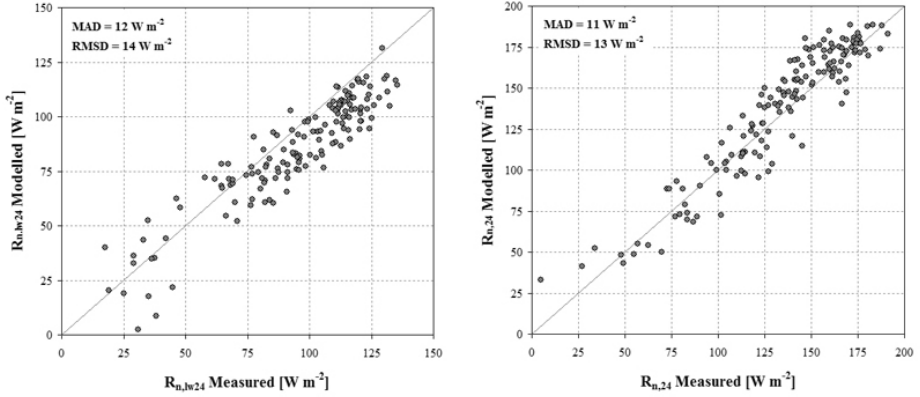 MAD = 12 W m⁻²
RMSD = 14 W m⁻²
Rn,lw24 Modelled [W m⁻²]
150
125
100
75
50
25
0
0 25 50 75 100 125 150
Rn,lw24 Measured [W m⁻²]
MAD = 11 W m⁻²
RMSD = 13 W m⁻²
Rn,24 Modelled [W m⁻²]
200
175
150
125
100
75
50
25
0
0 25 50 75 100 125 150 175 200
Rn,24 Measured [W m⁻²]